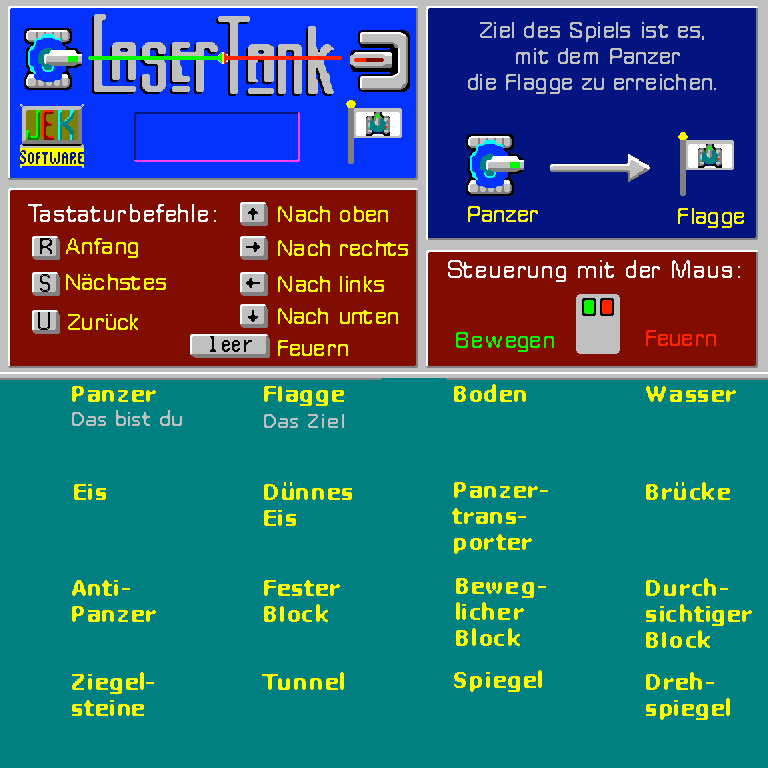 LaserTank
JEK
SOFTWARE
Ziel des Spiels ist es,
mit dem Panzer
die Flagge zu erreichen.
Panzer
Flagge
Tastaturbefehle:
R Anfang
S Nächstes
U Zurück
Nach oben
Nach rechts
Nach links
Nach unten
leer Feuern
Steuerung mit der Maus:
Bewegen
Feuern
Panzer
Das bist du
Flagge
Das Ziel
Boden
Wasser
Eis
Dünnes
Eis
Panzer-
trans-
porter
Brücke
Anti-
Panzer
Fester
Block
Beweg-
licher
Block
Durch-
sichtiger
Block
Ziegel-
steine
Tunnel
Spiegel
Dreh-
spiegel